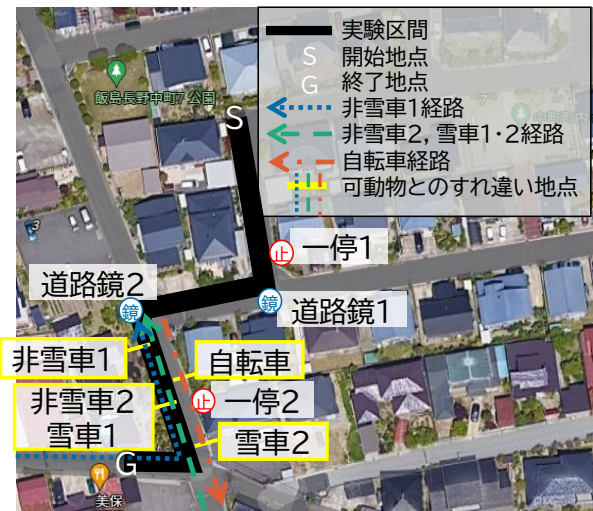 実験区間
S 開始地点
G 終了地点
非雪車1経路
非雪車2, 雪車1・2経路
自転車経路
可動物とのすれ違い地点
飯島長野中町7 公園
7
S
3
止 一停1
道路鏡2
鏡
鏡
道路鏡1
非雪車1
自転車
非雪車2
雪車1
止 一停2
雪車2
G
美保